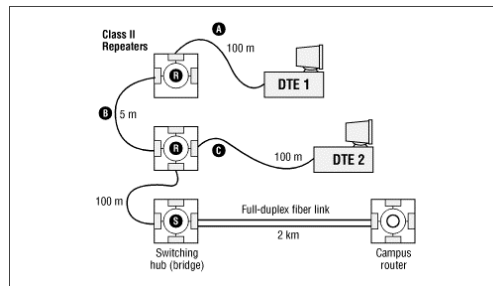 Class II
Repeaters
A
100 m
R
DTE 1
B
5 m
R
C
100 m
DTE 2
100 m
Full-duplex fiber link
S
2 km
Switching
hub (bridge)
Campus
router